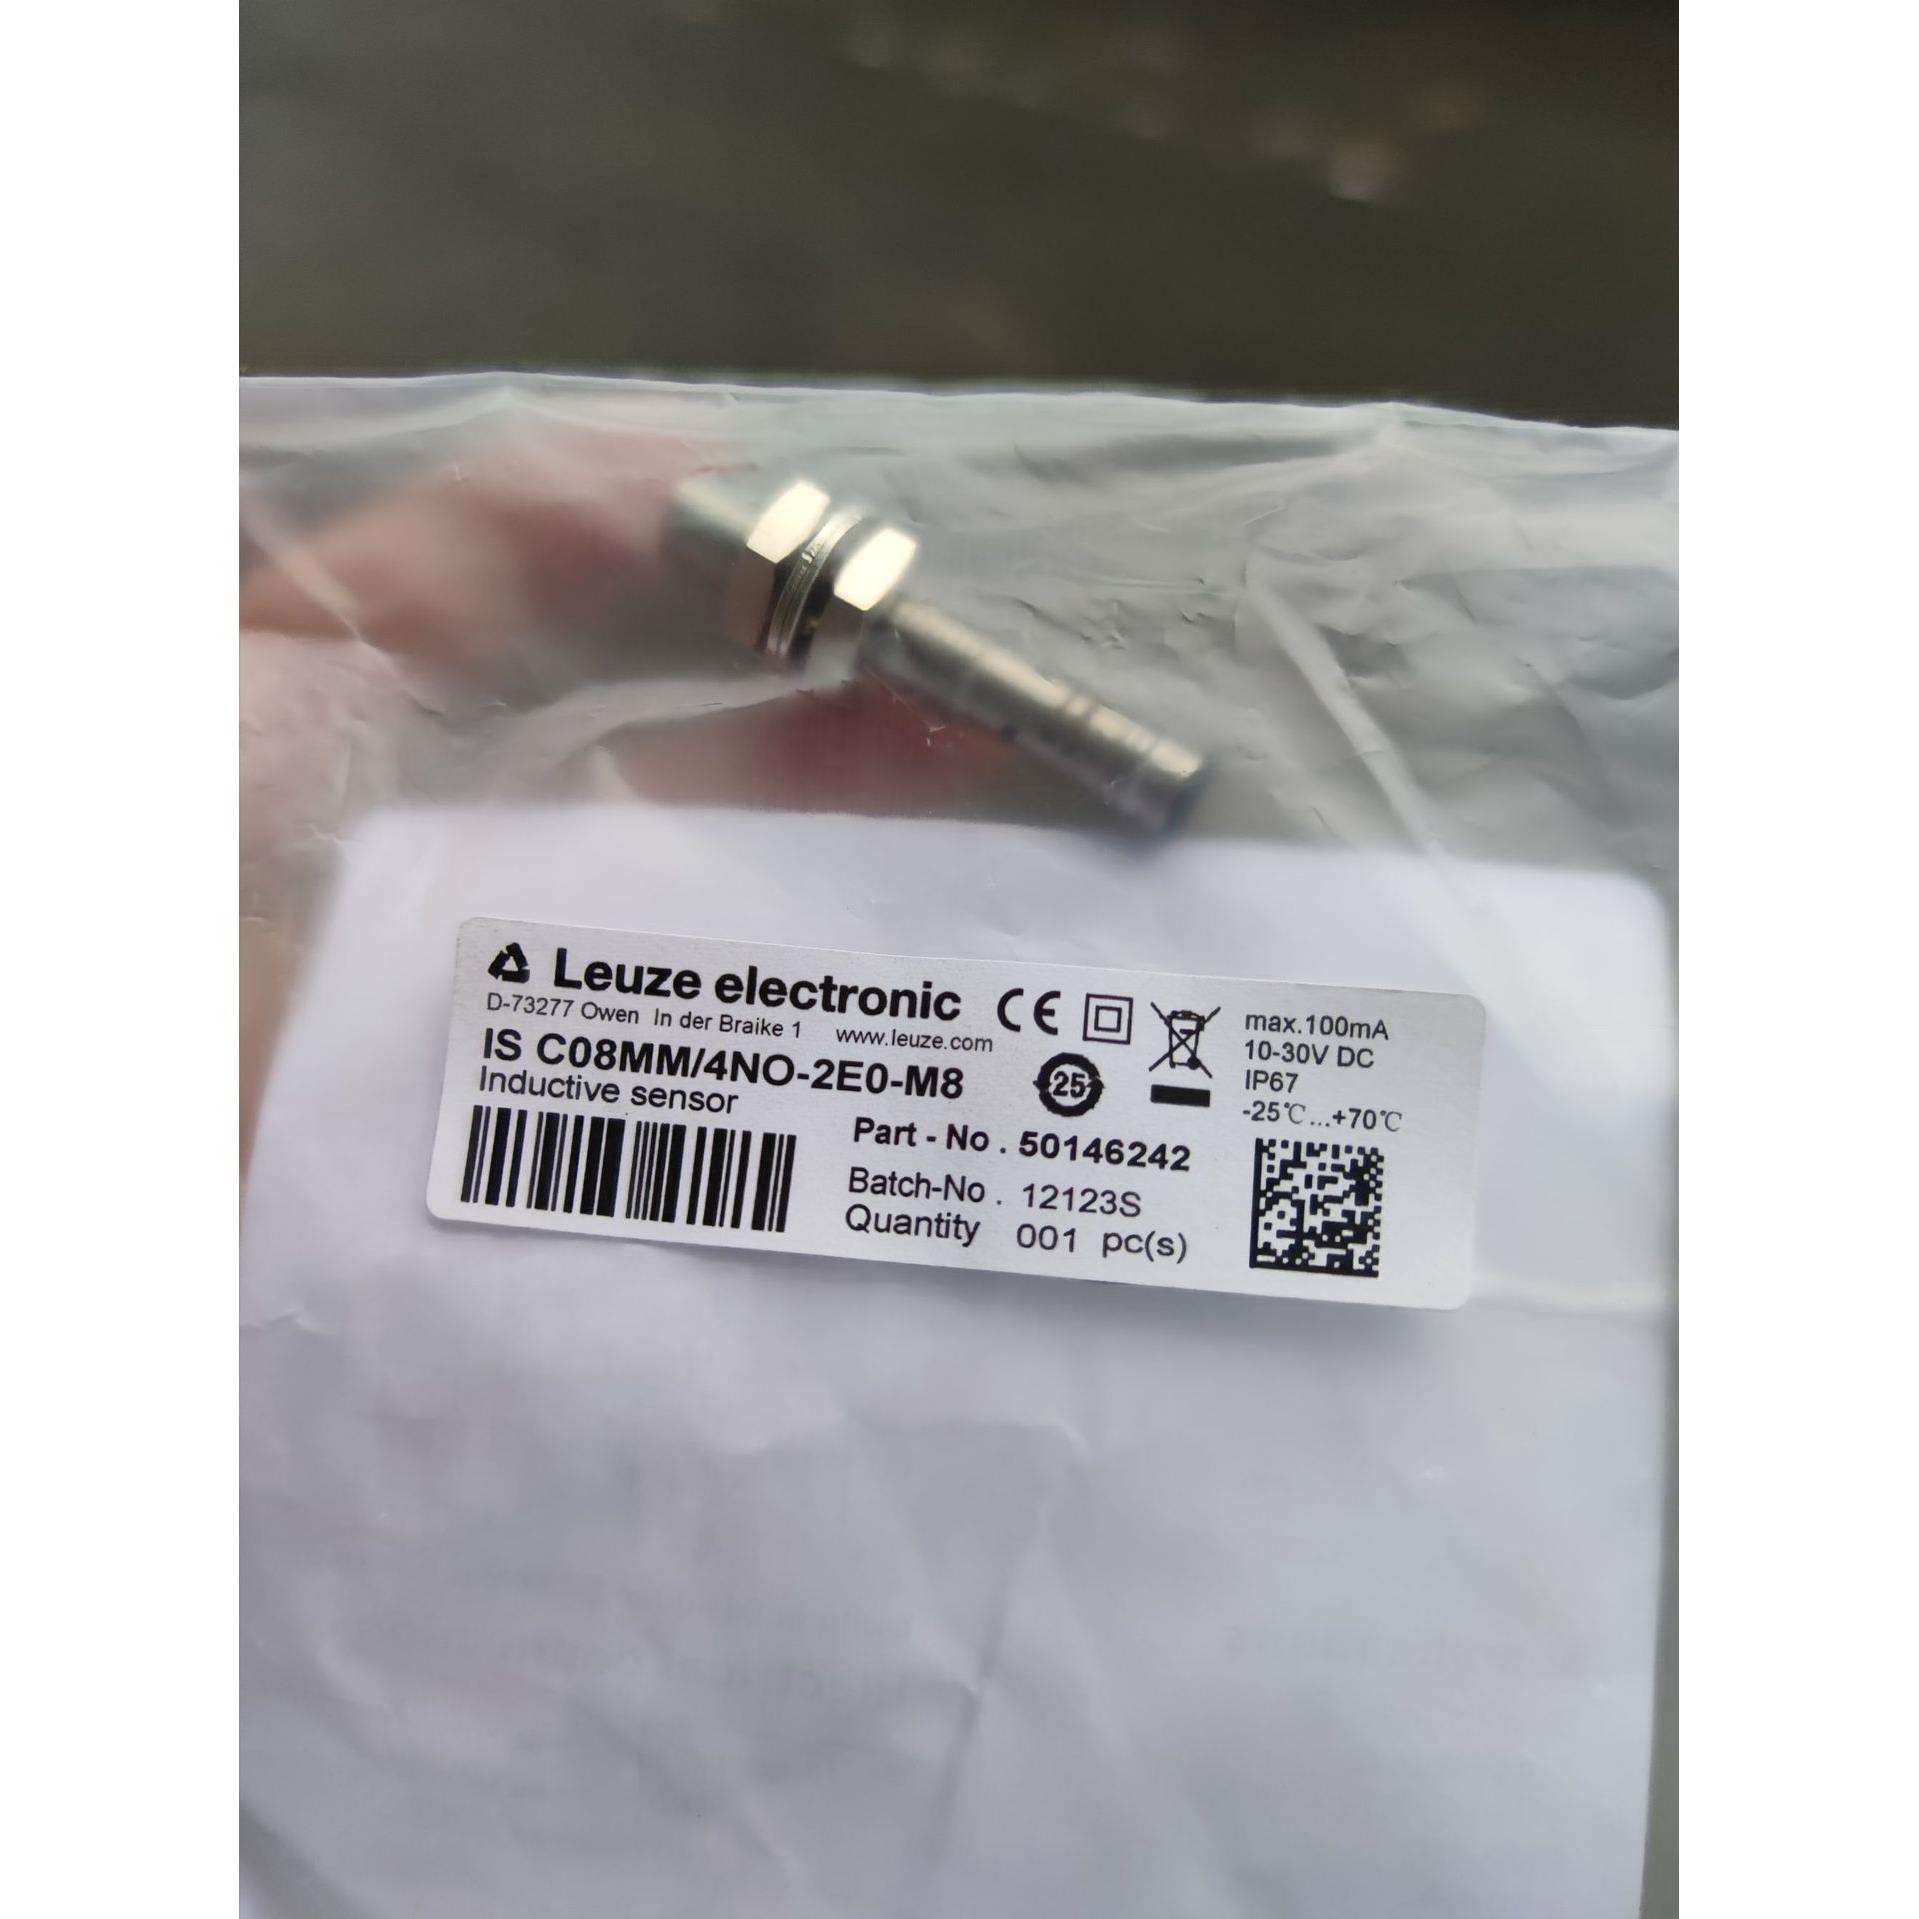 Leuze electronic
D-73277 Owen In der Braike 1 www.leuze.com
IS C08MM/4NO-2E0-M8
Inductive sensor
CE
25
max.100mA
10-30V DC
IP67
-25℃...+70℃
Part - No . 50146242
Batch-No . 12123S
Quantity 001 pc(s)